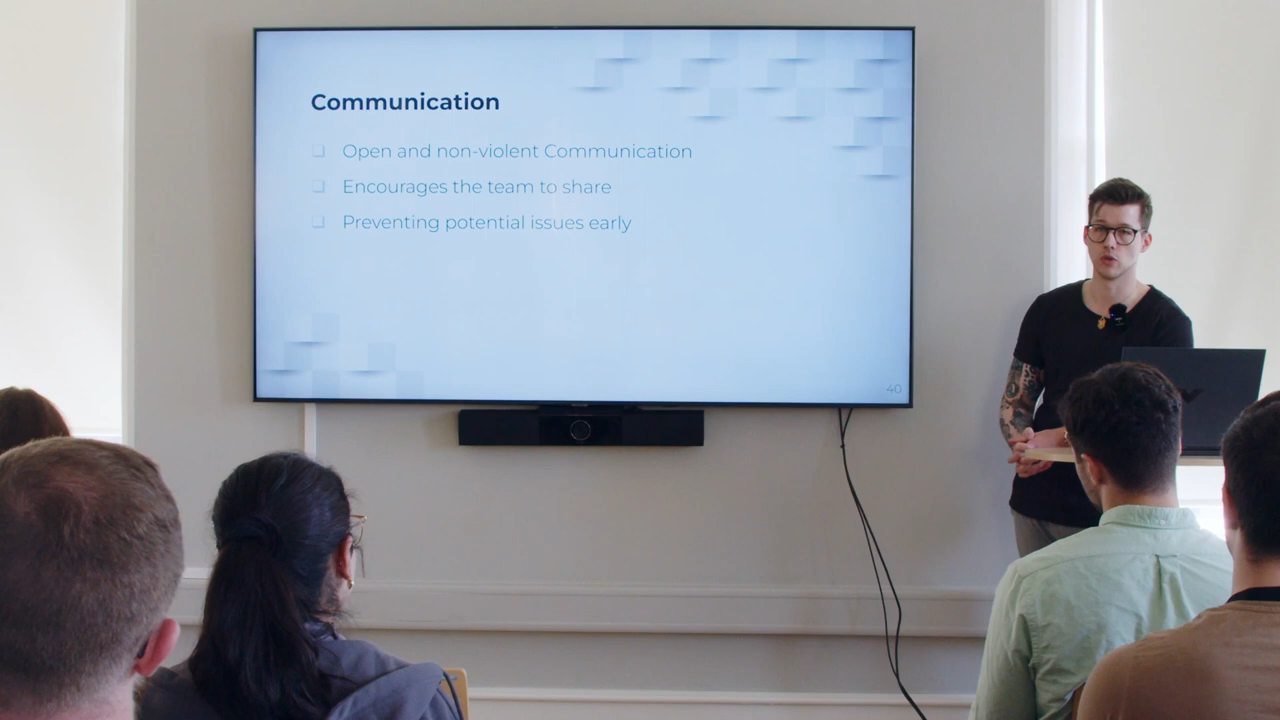 Communication
Open and non-violent Communication
Encourages the team to share
Preventing potential issues early
40